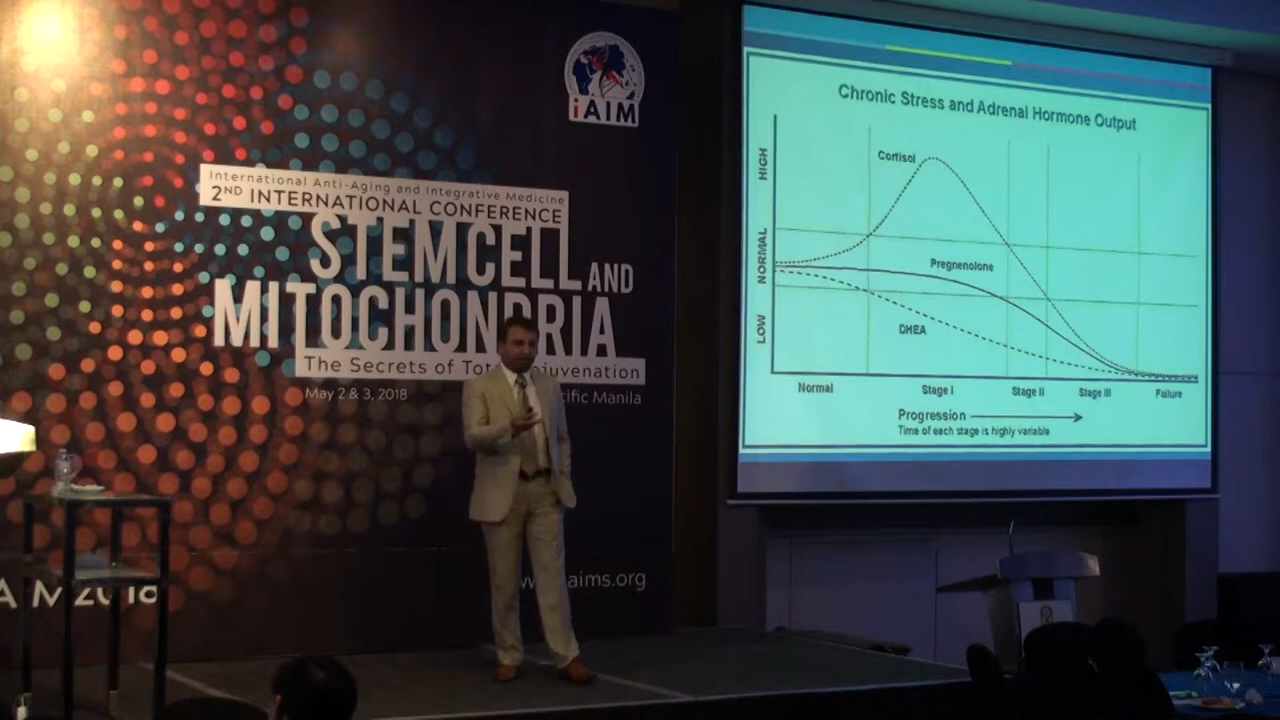 iAIM
International Anti-Aging and Integrative Medicine
2ND INTERNATIONAL CONFERENCE
STEMCELL AND
MITOCHONDRIA
The Secrets of
May 2 & 3, 2018
Manila
aims.org
Chronic Stress and Adrenal Hormone Output
HIGH
NORMAL
LOW
Cortisol
Pregnenolone
DHEA
Normal
Stage I
Stage II
Stage III
Failure
Progression
Time of each stage is highly variable